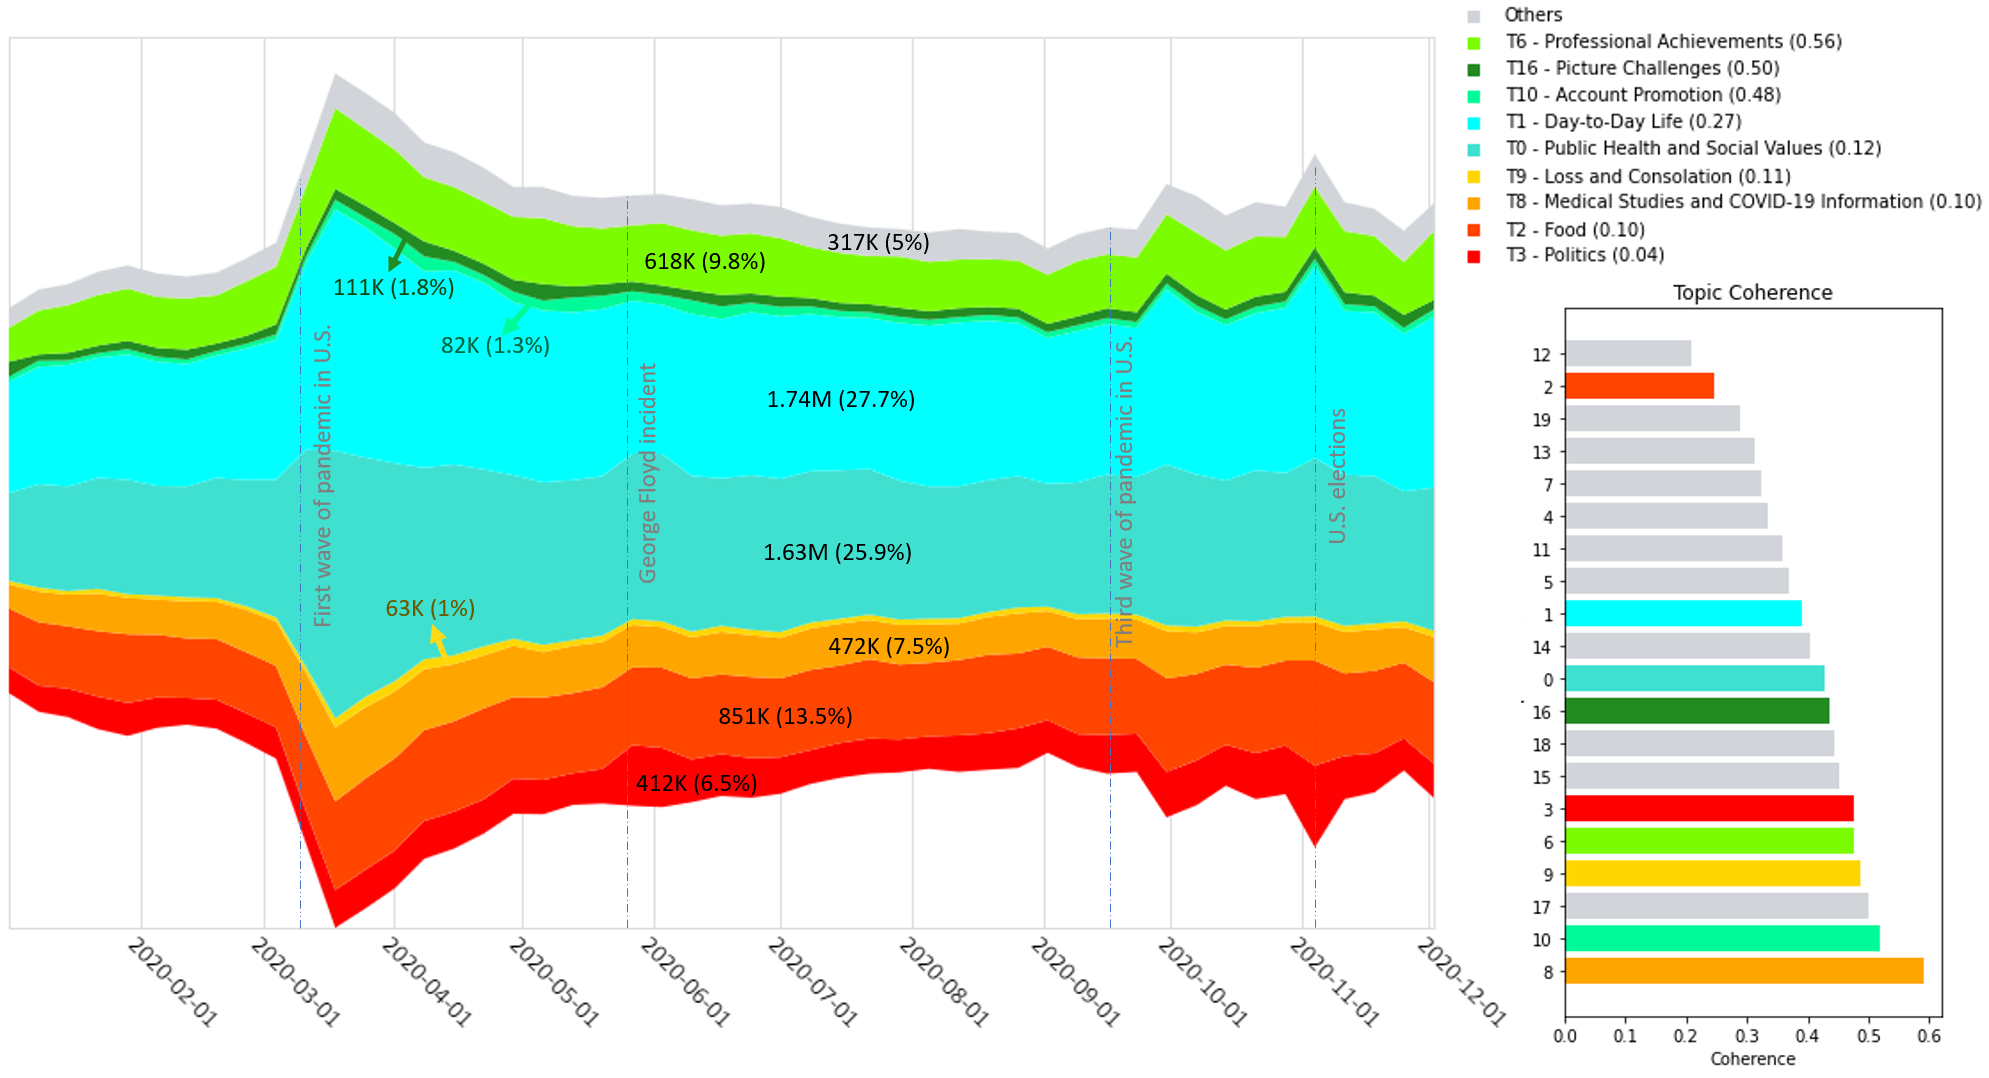 Others
T6 - Professional Achievements (0.56)
T16 - Picture Challenges (0.50)
T10 - Account Promotion (0.48)
T1 - Day-to-Day Life (0.27)
T0 - Public Health and Social Values (0.12)
T9 - Loss and Consolation (0.11)
T8 - Medical Studies and COVID-19 Information (0.10)
T2 - Food (0.10)
T3 - Politics (0.04)
317K (5%)
618K (9.8%)
111K (1.8%)
82K (1.3%)
1.74M (27.7%)
1.63M (25.9%)
63K (1%)
472K (7.5%)
851K (13.5%)
412K (6.5%)
First wave of pandemic in U.S.
George Floyd incident
Third wave of pandemic in U.S.
U.S. elections
2020-02-01
2020-03-01
2020-04-01
2020-05-01
2020-06-01
2020-07-01
2020-08-01
2020-09-01
2020-10-01
2020-11-01
2020-12-01
Topic Coherence
12
2
19
13
7
4
11
5
1
14
0
16
18
15
3
6
9
17
10
8
0.0 0.1 0.2 0.3 0.4 0.5 0.6
Coherence